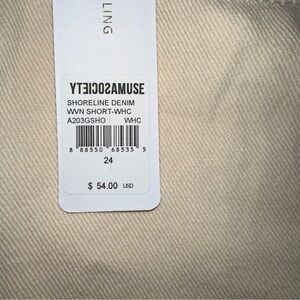 LING
YTEICOSAMUSE
SHORELINE DENIM
WVN SHORT-WHC
A203GSHO WHC
8 88550 68535 5
24
$ 54.00 USD